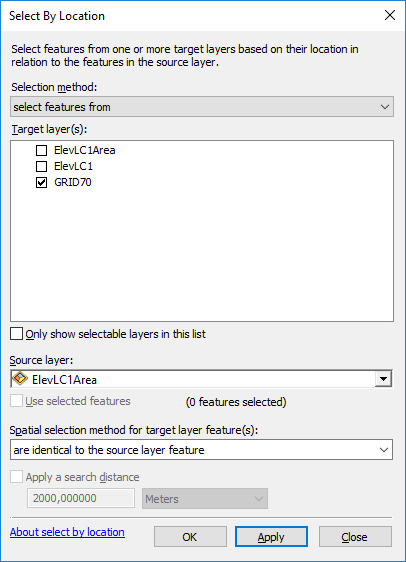 Select By Location
Select features from one or more target layers based on their location in
relation to the features in the source layer.
Selection method:
select features from
Target layer(s):
ElevLC1Area
ElevLC1
GRID70
Only show selectable layers in this list
Source layer:
ElevLC1Area
Use selected features (0 features selected)
Spatial selection method for target layer feature(s):
are identical to the source layer feature
Apply a search distance
2000,000000 Meters
About select by location OK Apply Close